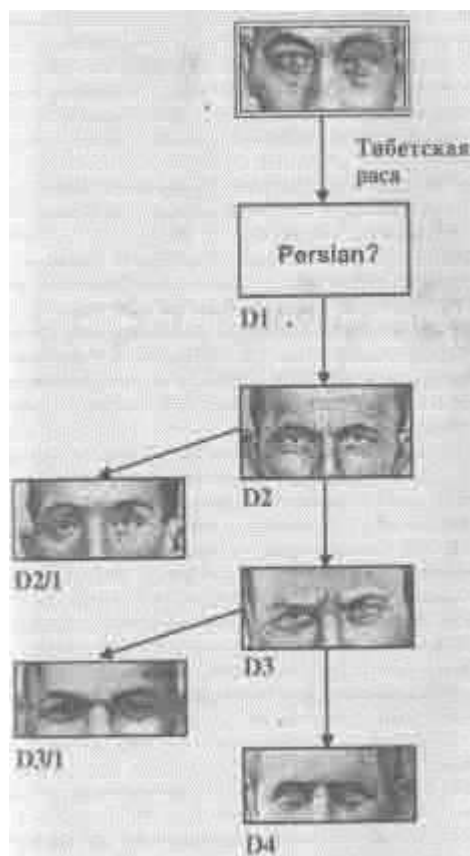 Тибетская
раса
Persian?
D1
D2
D2/1
D3
D3/1
D4